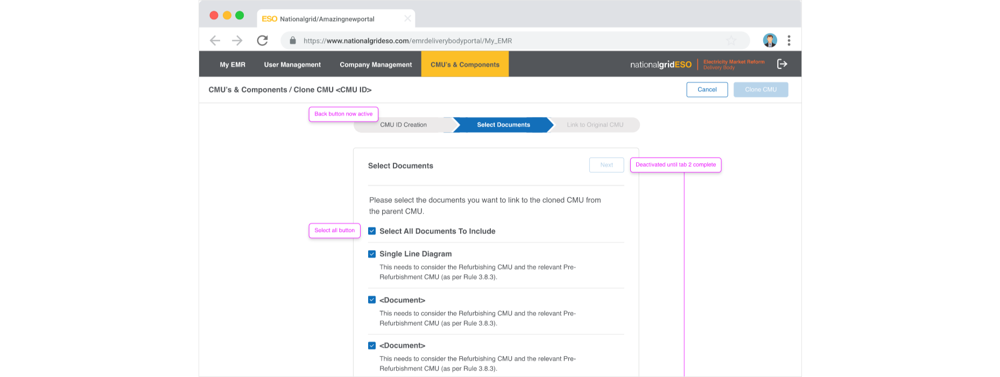 ESO Nationalgrid/Amazingnewportal
https://www.nationalgrideso.com/emrdeliverybodyportal/My_EMR
My EMR User Management Company Management CMU's & Components
nationalgridESO
Electricity Market Reform
Delivery Body
CMU's & Components / Clone CMU <CMU ID>
Cancel Clone CMU
Back button now active
CMU ID Creation Select Documents Link to Original CMU
Select Documents
Next
Deactivated until tab 2 complete
Please select the documents you want to link to the cloned CMU from
the parent CMU.
Select all button
Select All Documents To Include
Single Line Diagram
This needs to consider the Refurbishing CMU and the relevant Pre-
Refurbishment CMU (as per Rule 3.8.3).
<Document>
This needs to consider the Refurbishing CMU and the relevant Pre-
Refurbishment CMU (as per Rule 3.8.3).
<Document>
This needs to consider the Refurbishing CMU and the relevant Pre-
Refurbishment CMU (as per Rule 3.8.3).